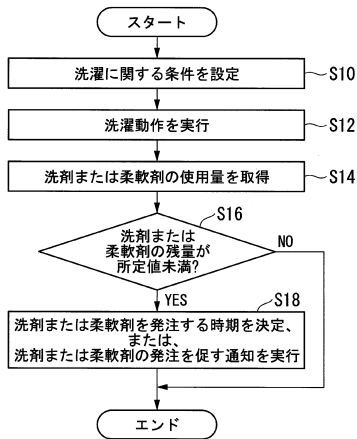 スタート
洗濯に関する条件を設定
S10
洗濯動作を実行
S12
洗剤または柔軟剤の使用量を取得
S14
S16
洗剤または
柔軟剤の残量が
所定値未満?
NO
YES
S18
洗剤または柔軟剤を発注する時期を決定、
または、
洗剤または柔軟剤の発注を促す通知を実行
エンド